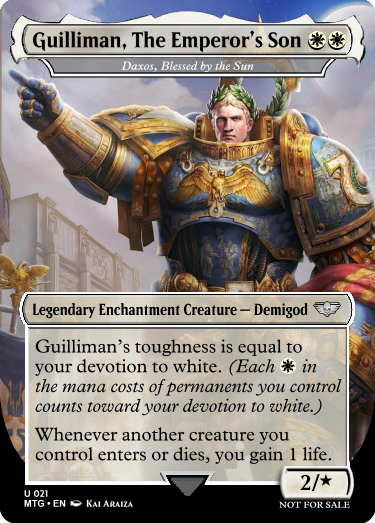 Guilliman, The Emperor's Son
Daxos, Blessed by the Sun
Legendary Enchantment Creature — Demigod
Guilliman's toughness is equal to
your devotion to white. (Each in
the mana costs of permanents you control
counts toward your devotion to white.)
Whenever another creature you
control enters or dies, you gain 1 life.
2/★
U 021
MTG • EN Kai Araiza
NOT FOR SALE